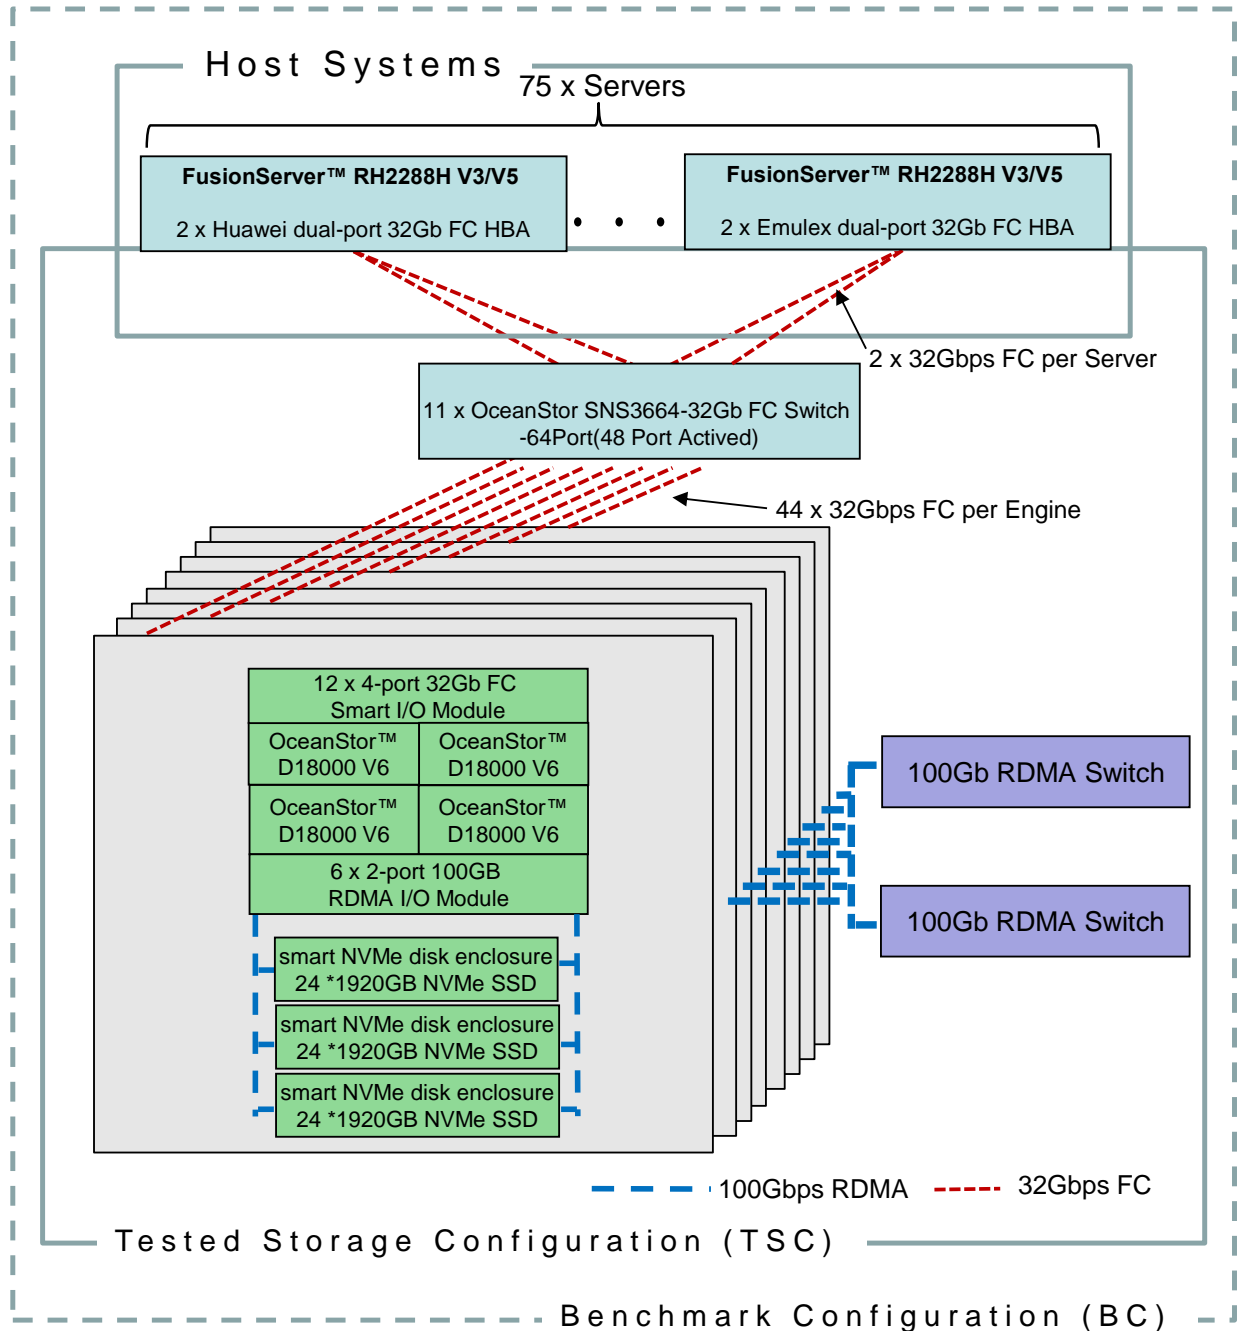 Host Systems
75 x Servers
FusionServer™ RH2288H V3/V5
2 x Huawei dual-port 32Gb FC HBA
. . .
FusionServer™ RH2288H V3/V5
2 x Emulex dual-port 32Gb FC HBA
2 x 32Gbps FC per Server
11 x OceanStor SNS3664-32Gb FC Switch
-64Port(48 Port Actived)
44 x 32Gbps FC per Engine
12 x 4-port 32Gb FC
Smart I/O Module
OceanStor™
D18000 V6
OceanStor™
D18000 V6
OceanStor™
D18000 V6
OceanStor™
D18000 V6
6 x 2-port 100GB
RDMA I/O Module
smart NVMe disk enclosure
24 *1920GB NVMe SSD
smart NVMe disk enclosure
24 *1920GB NVMe SSD
smart NVMe disk enclosure
24 *1920GB NVMe SSD
100Gb RDMA Switch
100Gb RDMA Switch
100Gbps RDMA
32Gbps FC
Tested Storage Configuration (TSC)
Benchmark Configuration (BC)